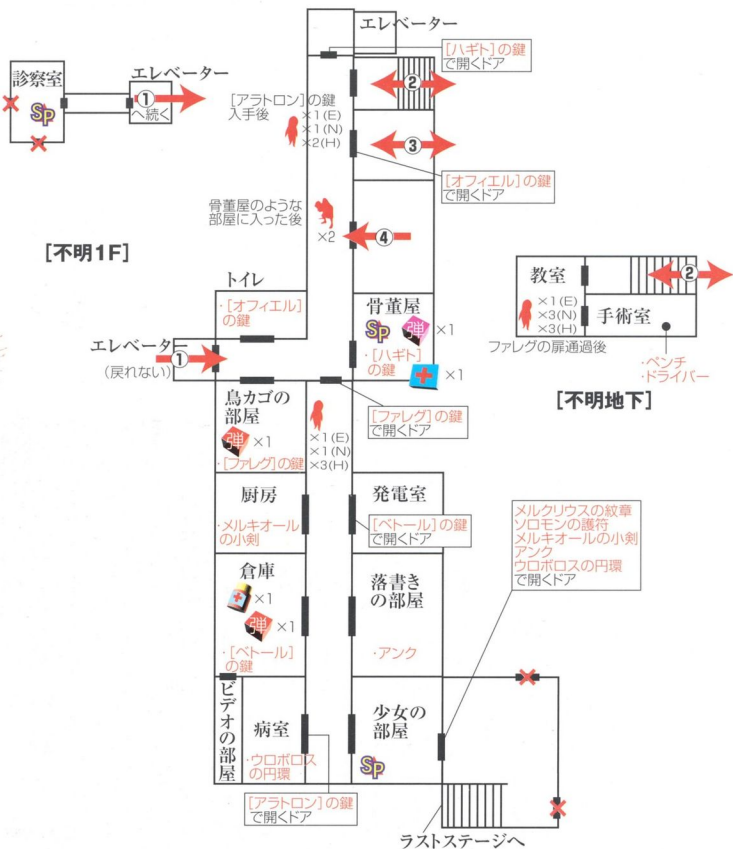 エレベーター
[ハギト]の鍵
で開くドア
診察室
エレベーター
Sp
①
へ続く
[アラトロン]の鍵
入手後
×1(E)
×1(N)
×2(H)
②
③
[オフィエル]の鍵
で開くドア
骨董屋のような
部屋に入った後
×2
④
[不明1F]
トイレ
・[オフィエル]
の鍵
骨董屋
Sp
弾
×1
・[ハギト]
の鍵
×1
エレベーター
①
(戻れない)
教室
②
×1(E)
×3(N)
×3(H)
手術室
ファレグの扉通過後
・ペンチ
・ドライバー
[不明地下]
鳥カゴの
部屋
弾
×1
・[ファレグ]の鍵
×1(E)
×1(N)
×3(H)
[ファレグ]の鍵
で開くドア
厨房
・メルキオール
の小剣
発電室
[ベトール]の鍵
で開くドア
メルクリウスの紋章
ソロモンの護符
メルキオールの小剣
アンク
ウロボロスの円環
で開くドア
倉庫
×1
弾
×1
・[ベトール]
の鍵
落書き
の部屋
・アンク
ビデオの部屋
病室
・ウロボロス
の円環
少女の
部屋
Sp
[アラトロン]の鍵
で開くドア
ラストステージへ